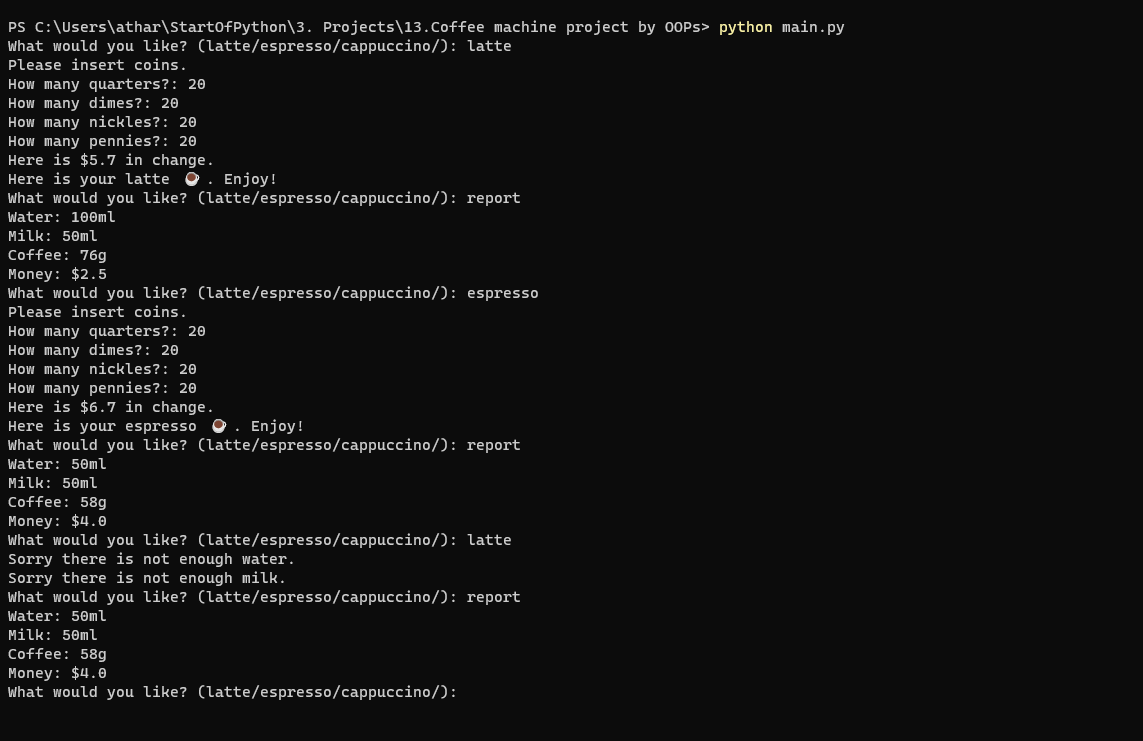 PS C:\Users\athar\StartOfPython\3. Projects\13.Coffee machine project by OOPs> python main.py
What would you like? (latte/espresso/cappuccino/): latte
Please insert coins.
How many quarters?: 20
How many dimes?: 20
How many nickles?: 20
How many pennies?: 20
Here is $5.7 in change.
Here is your latte ☕. Enjoy!
What would you like? (latte/espresso/cappuccino/): report
Water: 100ml
Milk: 50ml
Coffee: 76g
Money: $2.5
What would you like? (latte/espresso/cappuccino/): espresso
Please insert coins.
How many quarters?: 20
How many dimes?: 20
How many nickles?: 20
How many pennies?: 20
Here is $6.7 in change.
Here is your espresso ☕. Enjoy!
What would you like? (latte/espresso/cappuccino/): report
Water: 50ml
Milk: 50ml
Coffee: 58g
Money: $4.0
What would you like? (latte/espresso/cappuccino/): latte
Sorry there is not enough water.
Sorry there is not enough milk.
What would you like? (latte/espresso/cappuccino/): report
Water: 50ml
Milk: 50ml
Coffee: 58g
Money: $4.0
What would you like? (latte/espresso/cappuccino/):